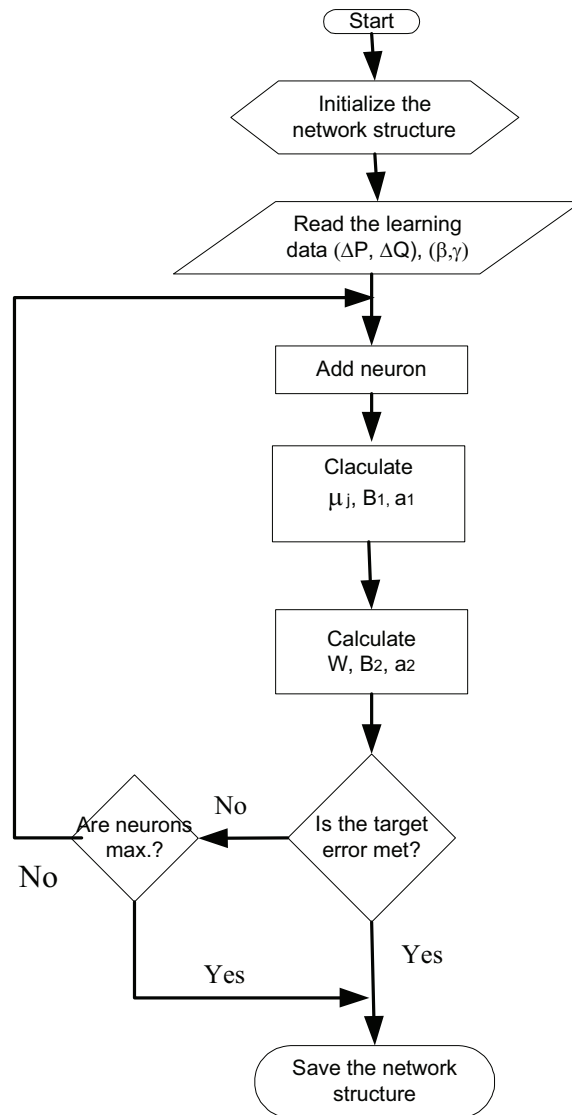 Start
Initialize the
network structure
Read the learning
data (ΔP, ΔQ), (β,γ)
Add neuron
Claculate
μj, B1, a1
Calculate
W, B2, a2
Is the target
error met?
No
Are neurons
max.?
No
Yes
Yes
Save the network
structure